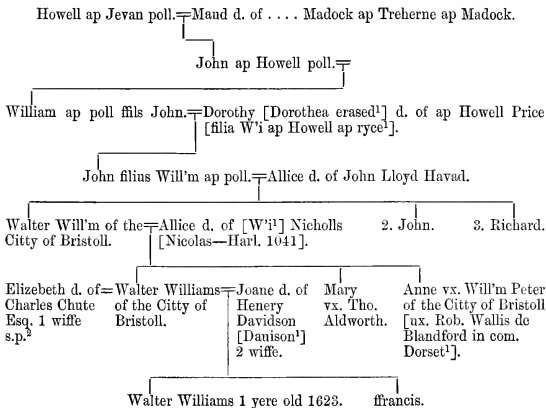 Howell ap Jevan poll.=Maud d. of .... Madock ap Treherne ap Madock.
John ap Howell poll.=
William ap poll ffils John.=Dorothy [Dorothea erased¹] d. of ap Howell Price
[filia W'i ap Howell ap ryce¹].
John filius Will'm ap poll.=Allice d. of John Lloyd Havad.
Walter Will'm of the=Allice d. of [W'i¹] Nicholls 2. John. 3. Richard.
Citty of Bristoll. [Nicolas—Harl. 1041].
Elizebeth d. of=Walter Williams=Joane d. of Mary Anne vx. Will'm Peter
Charles Chute of the Citty of Henery vx. Tho. of the Citty of Bristoll
Esq. 1 wiffe Bristoll. Davidson Aldworth. [ux. Rob. Wallis de
s.p.² [Danison¹] Blandford in com.
2 wiffe. Dorset¹].
Walter Williams 1 yere old 1623. ffrancis.